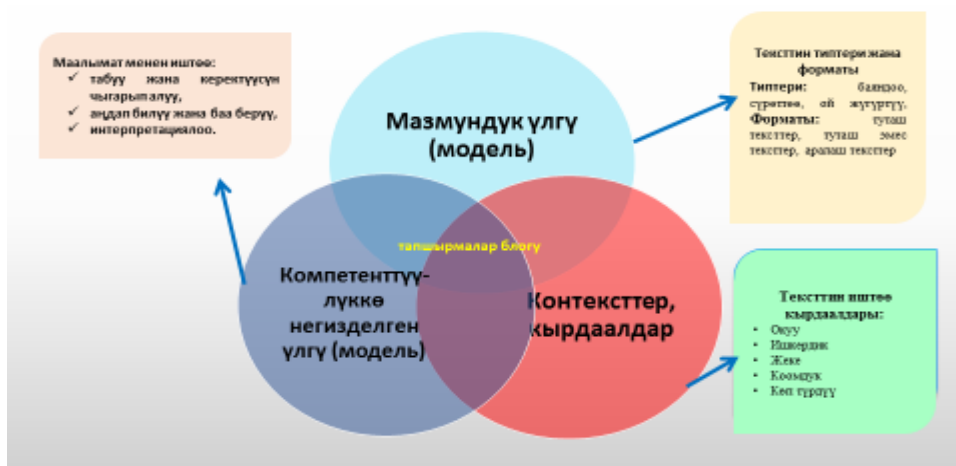 Маалымат менен иштөө:
✓ табуу жана керектүүсүн
чыгарып алуу,
✓ аңдап билүү жана баа берүү,
✓ интерпретациялоо.
Мазмундук үлгү
(модель)
Тексттин типтери жана
форматы
Типтери: баяндоо,
сүрөттөө, ой жүгүртүү.
Форматы: туташ
тексттер, туташ эмес
тексттер, аралаш тексттер
тапшырмалар блогу
Компетенттүү-
лүккө
негизделген
үлгү (модель)
Контексттер,
кырдаалдар
Тексттин иштөө
кырдаалдары:
• Окуу
• Ишкердик
• Жеке
• Коомдук
• Көп түрдүү